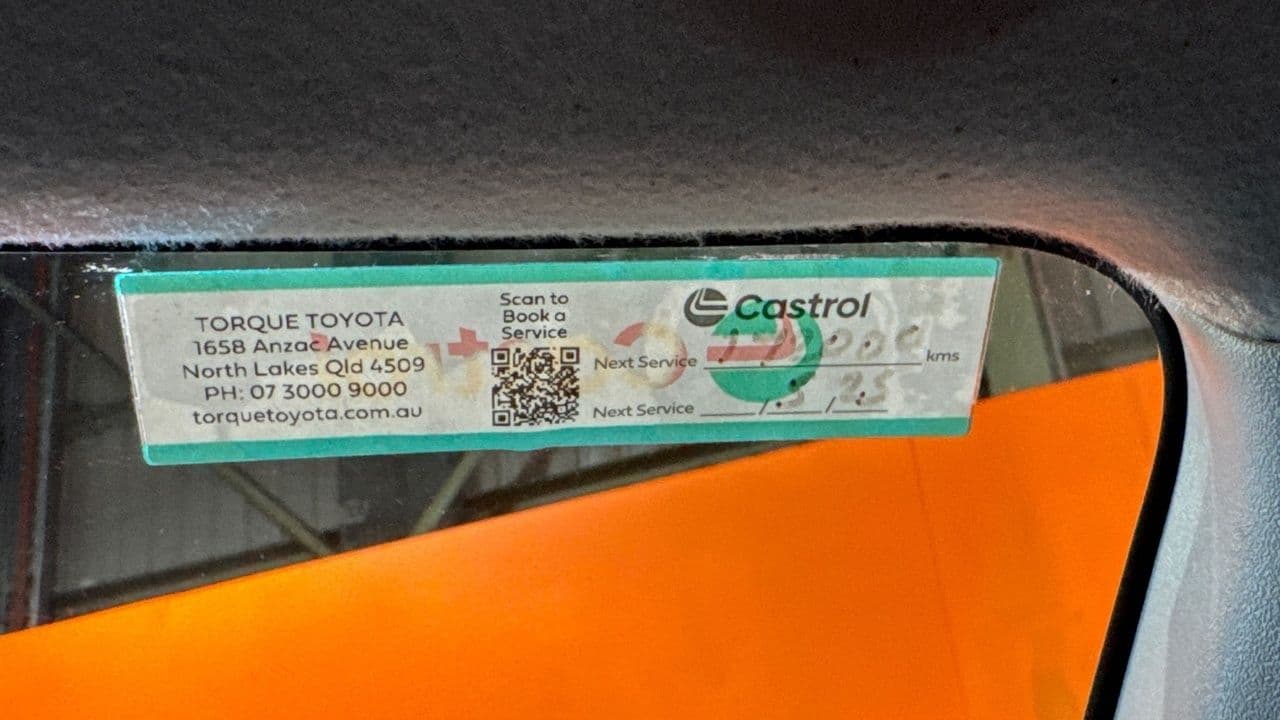 TORQUE TOYOTA
1658 Anzac Avenue
North Lakes Qld 4509
PH: 07 3000 9000
torquetoyota.com.au
Scan to
Book a
Service
Castrol
Next Service kms
Next Service / /